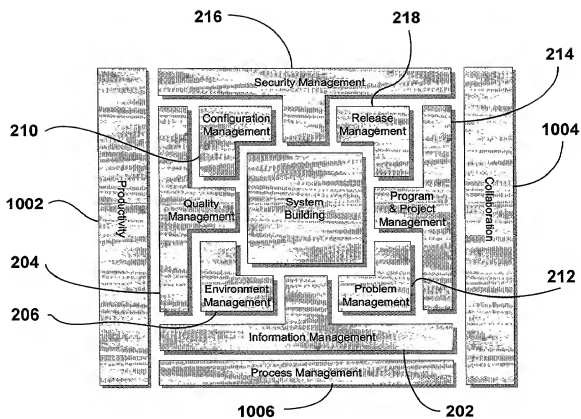 216
218
214
Security Management
210
Configuration
Management
Release
Management
1004
Productivity
1002
Quality
Management
System
Building
Program
& Project
Management
Collaboration
204
Environment
Management
Problem
Management
212
206
Information Management
Process Management
202
1006